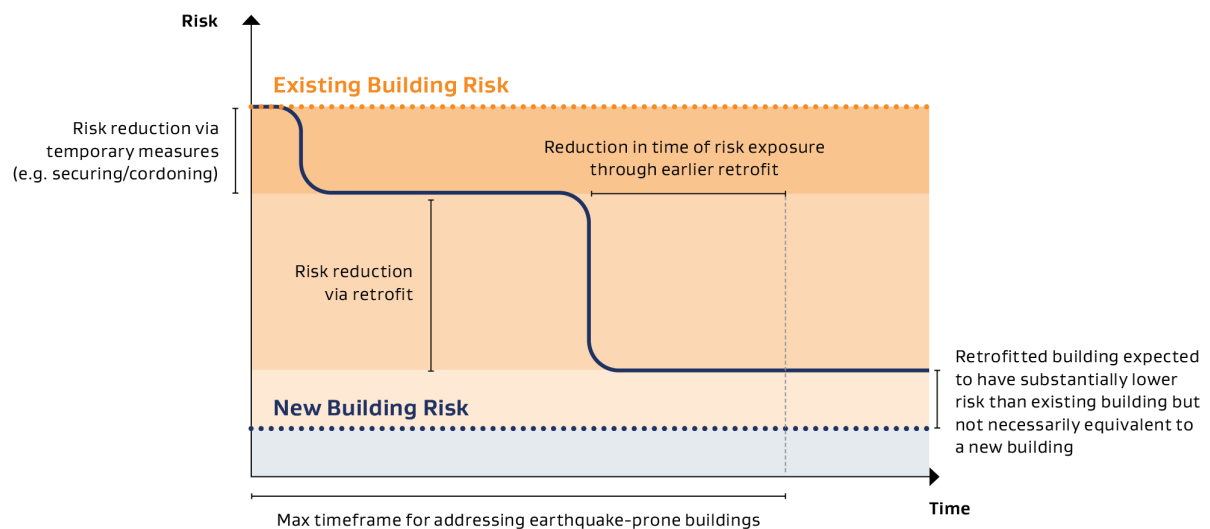 Risk
Existing Building Risk
Risk reduction via
temporary measures
(e.g. securing/cordoning)
Reduction in time of risk exposure
through earlier retrofit
Risk reduction
via retrofit
Retrofitted building expected
to have substantially lower
risk than existing building but
not necessarily equivalent to
a new building
New Building Risk
Time
Max timeframe for addressing earthquake-prone buildings